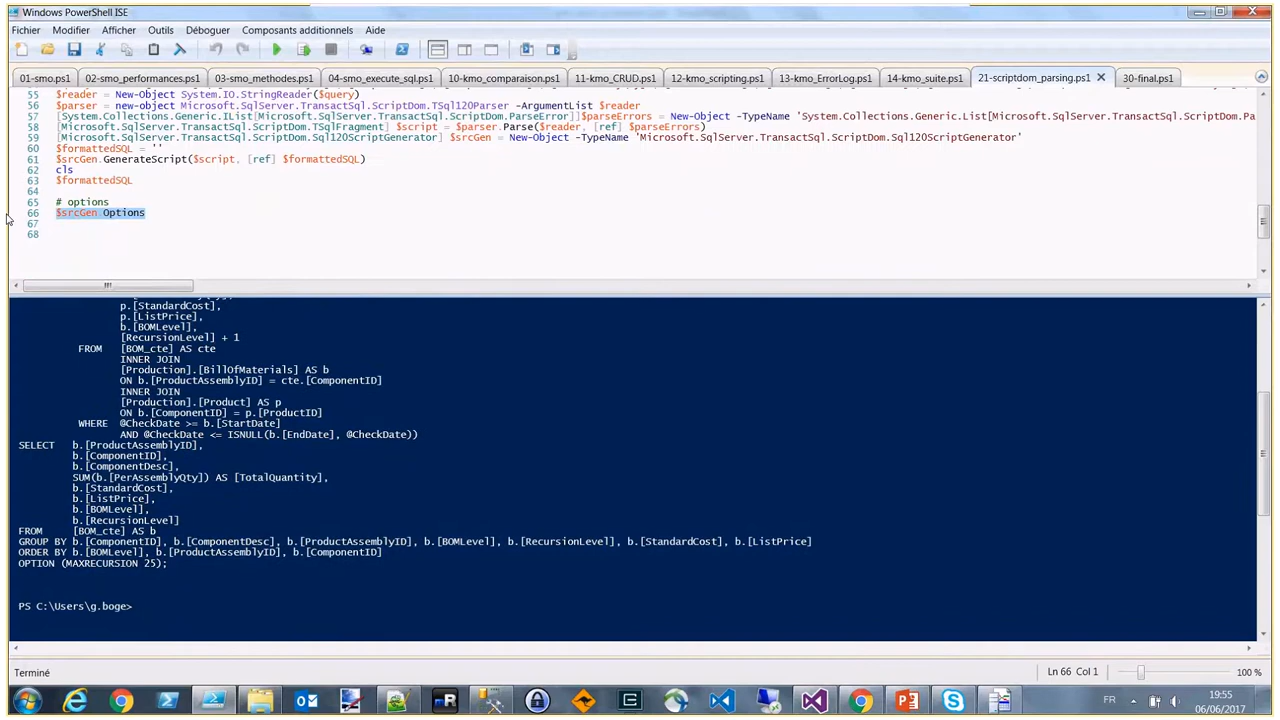 Windows PowerShell ISE
Fichier Modifier Afficher Outils Déboguer Composants additionnels Aide
01-smo.ps1 02-smo_performances.ps1 03-smo_methodes.ps1 04-smo_execute_sql.ps1 10-kmo_comparaison.ps1 11-kmo_CRUD.ps1 12-kmo_scripting.ps1 13-kmo_ErrorLog.ps1 14-kmo_suite.ps1 21-scriptdom_parsing.ps1 30-final.ps1
55 $reader = New-Object System.IO.StringReader($query)
56 $parser = new-object Microsoft.SqlServer.TransactSql.ScriptDom.TSql120Parser -ArgumentList $reader
57 [System.Collections.Generic.IList[Microsoft.SqlServer.TransactSql.ScriptDom.ParseError]]$parseErrors = New-Object -TypeName 'System.Collections.Generic.List[Microsoft.SqlServer.TransactSql.ScriptDom.Pa
58 [Microsoft.SqlServer.TransactSql.ScriptDom.TSqlFragment] $script = $parser.Parse($reader, [ref] $parseErrors)
59 [Microsoft.SqlServer.TransactSql.ScriptDom.Sql120ScriptGenerator] $srcGen = New-Object -TypeName 'Microsoft.SqlServer.TransactSql.ScriptDom.Sql120ScriptGenerator'
60 $formattedSQL = ''
61 $srcGen.GenerateScript($script, [ref] $formattedSQL)
62 cls
63 $formattedSQL
64
65 # options
66 $srcGen.Options
67
68
p.[StandardCost],
p.[ListPrice],
b.[BOMLevel],
[RecursionLevel] + 1
FROM [BOM_cte] AS cte
INNER JOIN
[Production].[BillOfMaterials] AS b
ON b.[ProductAssemblyID] = cte.[ComponentID]
INNER JOIN
[Production].[Product] AS p
ON b.[ComponentID] = p.[ProductID]
WHERE @CheckDate >= b.[StartDate]
AND @CheckDate <= ISNULL(b.[EndDate], @CheckDate))
SELECT b.[ProductAssemblyID],
b.[ComponentID],
b.[ComponentDesc],
SUM(b.[PerAssemblyQty]) AS [TotalQuantity],
b.[StandardCost],
b.[ListPrice],
b.[BOMLevel],
b.[RecursionLevel]
FROM [BOM_cte] AS b
GROUP BY b.[ComponentID], b.[ComponentDesc], b.[ProductAssemblyID], b.[BOMLevel], b.[RecursionLevel], b.[StandardCost], b.[ListPrice]
ORDER BY b.[BOMLevel], b.[ProductAssemblyID], b.[ComponentID]
OPTION (MAXRECURSION 25);
PS C:\Users\g.boge>
Terminé Ln 66 Col 1 100 %
FR 19:55
06/06/2017